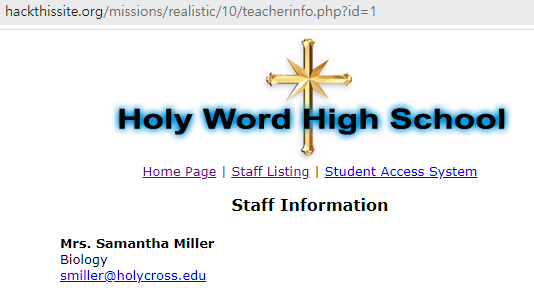 hackthissite.org/missions/realistic/10/teacherinfo.php?id=1
Holy Word High School
Home Page | Staff Listing | Student Access System
Staff Information
Mrs. Samantha Miller
Biology
smiller@holycross.edu